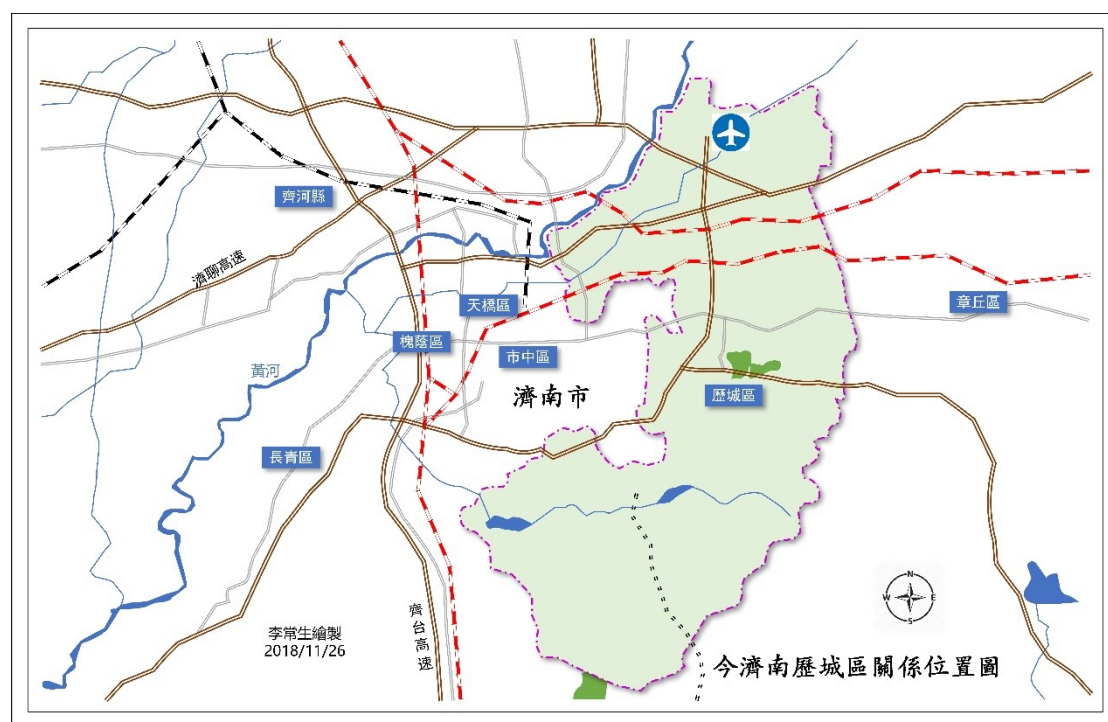 齊河縣
濟聊高速
天橋區
章丘區
槐蔭區
市中區
黃河
濟南市
歷城區
長青區
齊台高速
N
W
E
S
李常生繪製
2018/11/26
今濟南歷城區關係位置圖